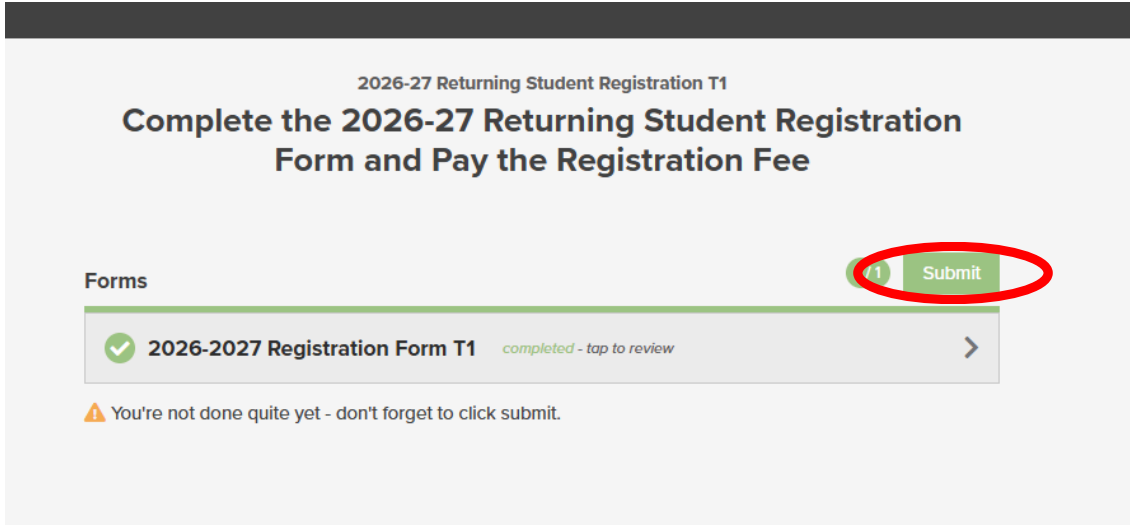 2026-27 Returning Student Registration T1
Complete the 2026-27 Returning Student Registration
Form and Pay the Registration Fee
Forms
/1 Submit
2026-2027 Registration Form T1 completed - tap to review
You're not done quite yet - don't forget to click submit.